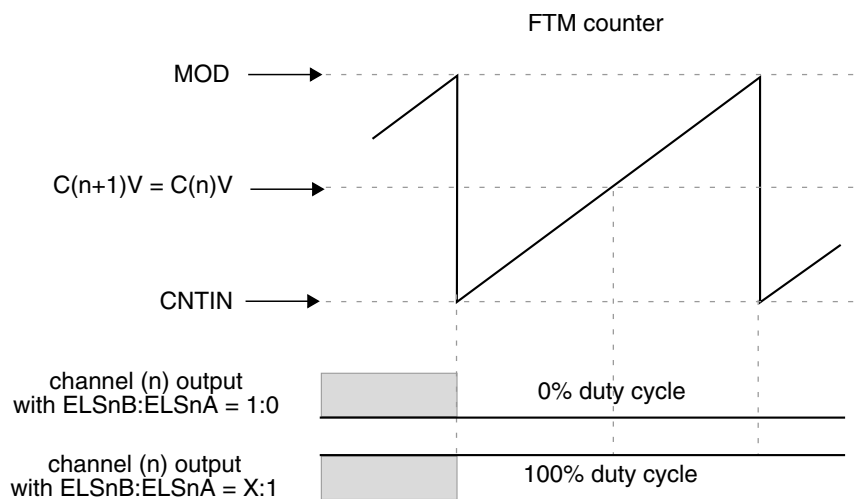 FTM counter
MOD
C(n+1)V = C(n)V
CNTIN
channel (n) output
with ELSnB:ELSnA = 1:0
0% duty cycle
channel (n) output
with ELSnB:ELSnA = X:1
100% duty cycle